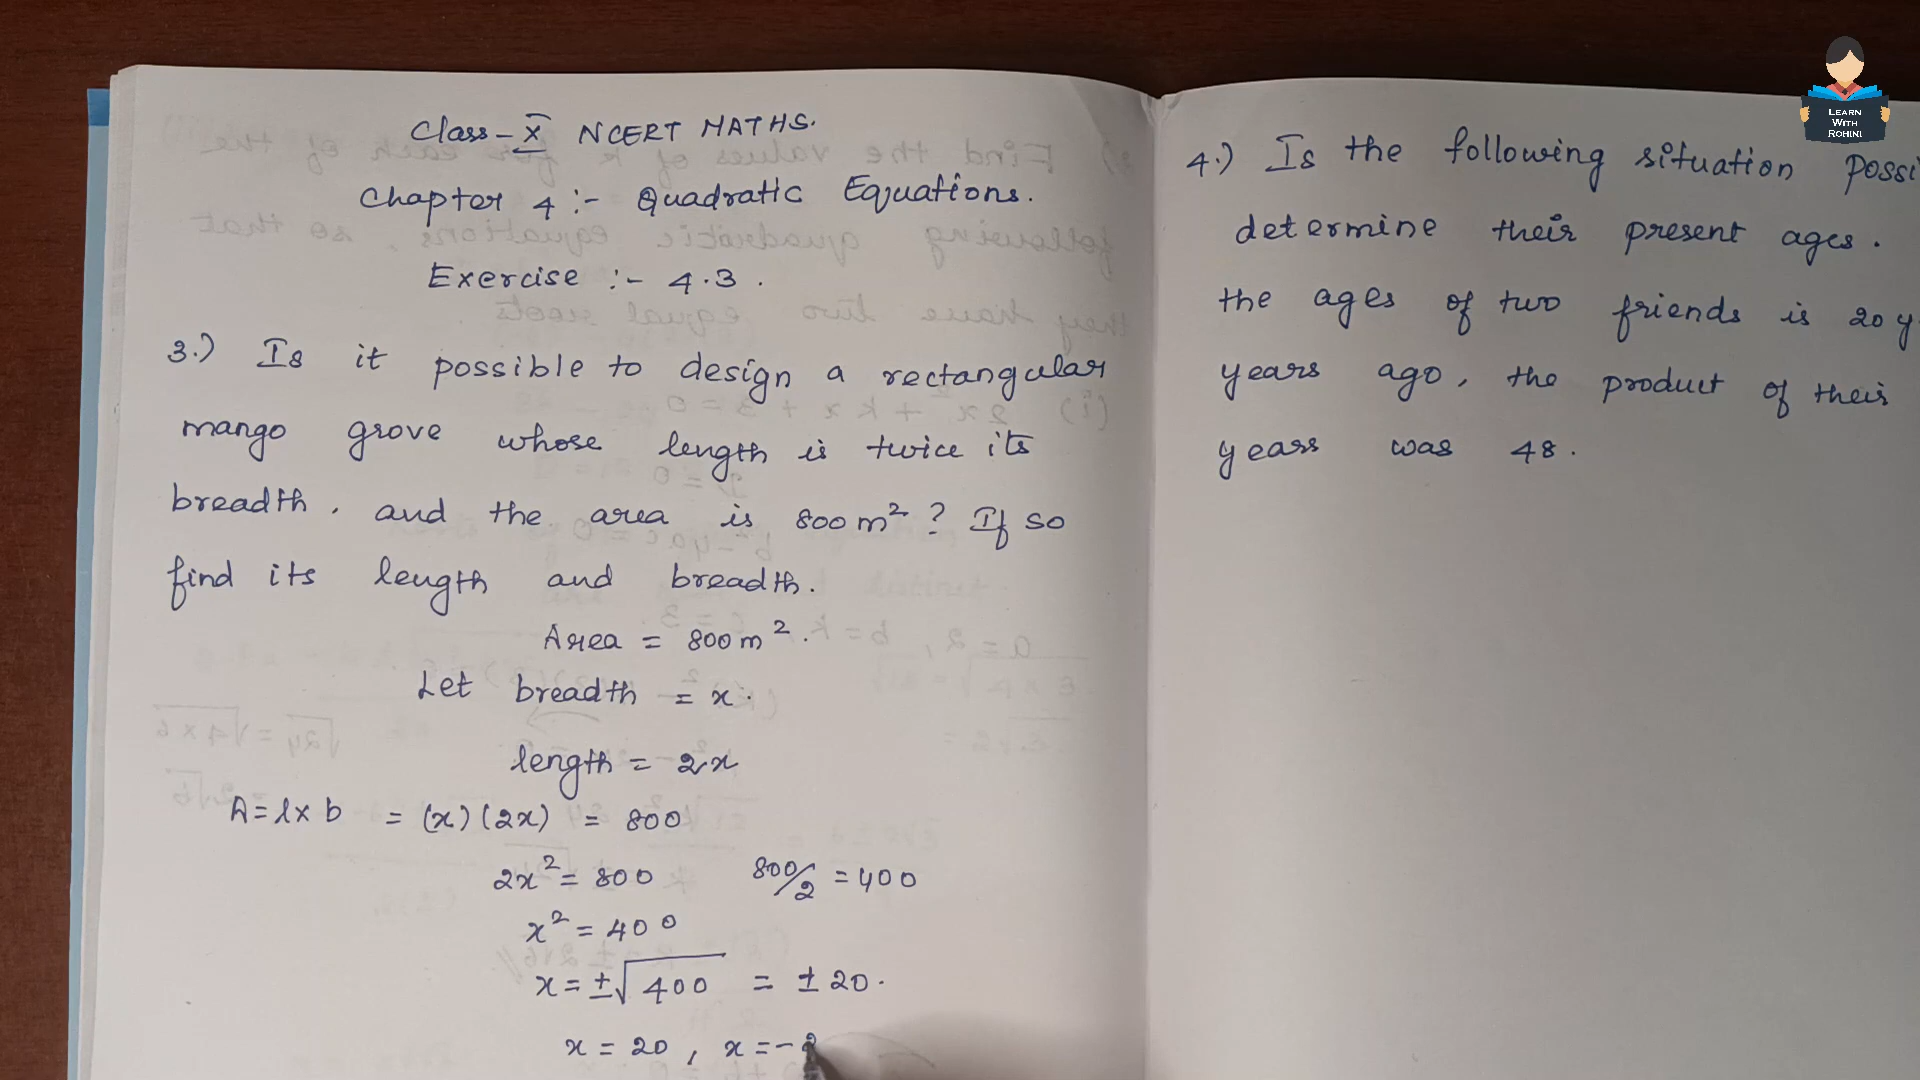 Class-X NCERT MATHS.
Chapter 4 :- Quadratic Equations.
Exercise :- 4.3.
3.) Is it possible to design a rectangular
mango grove whose length is twice its
breadth, and the area is 800m²? If so
find its length and breadth.
Area = 800m².
Let breadth = x.
length = 2x
A=l×b = (x)(2x) = 800
2x² = 800 800/2 = 400
x² = 400
x = ±√400 = ±20.
x = 20, x = -2
4.) Is the following situation possi
determine their present ages.
the ages of two friends is 20 y
years ago, the product of their
years was 48.
LEARN
WITH
ROHINI